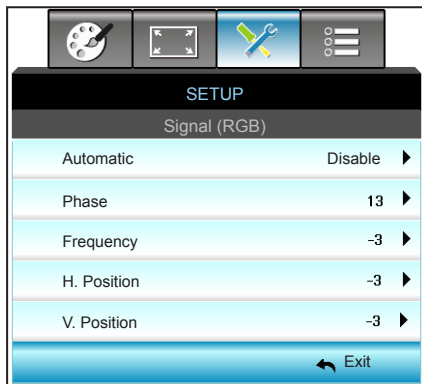 SETUP
Signal (RGB)
Automatic Disable
Phase 13
Frequency -3
H. Position -3
V. Position -3
Exit